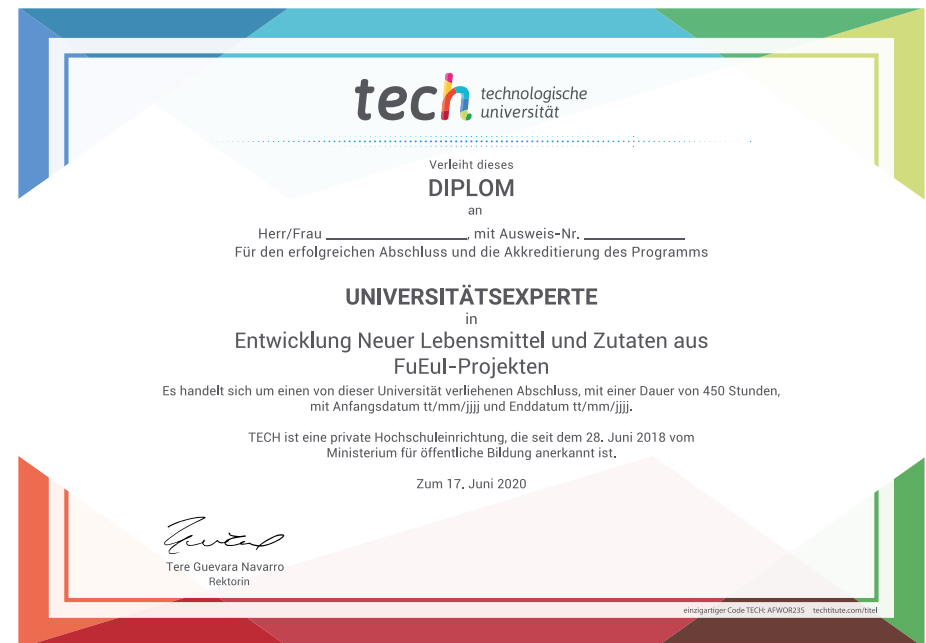 tech technologische
universität
Verleiht dieses
DIPLOM
an
Herr/Frau ____________________, mit Ausweis-Nr. ______________
Für den erfolgreichen Abschluss und die Akkreditierung des Programms
UNIVERSITÄTSEXPERTE
in
Entwicklung Neuer Lebensmittel und Zutaten aus
FuEuI-Projekten
Es handelt sich um einen von dieser Universität verliehenen Abschluss, mit einer Dauer von 450 Stunden,
mit Anfangsdatum tt/mm/jjjj und Enddatum tt/mm/jjjj.
TECH ist eine private Hochschuleinrichtung, die seit dem 28. Juni 2018 vom
Ministerium für öffentliche Bildung anerkannt ist.
Zum 17. Juni 2020
Tere Guevara Navarro
Rektorin
einzigartiger Code TECH: AFWOR235 techtitute.com/titel